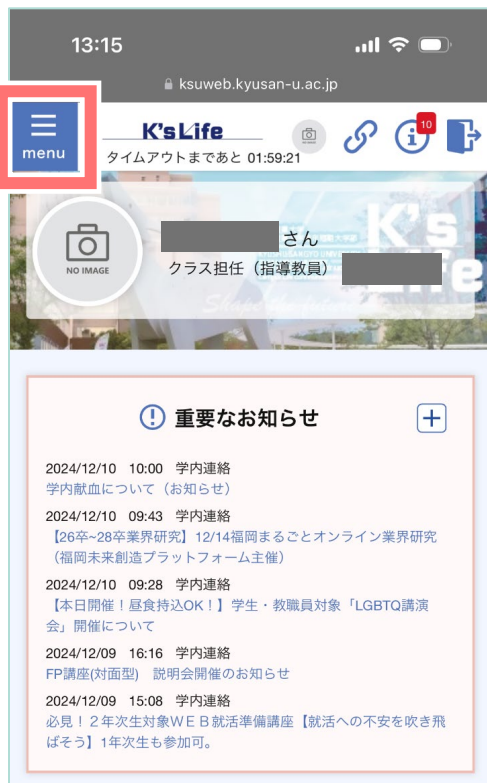 13:15
ksuweb.kyusan-u.ac.jp
menu
K'sLife
10
タイムアウトまであと 01:59:21
K's
Life
NO IMAGE
さん
クラス担任（指導教員）
重要なお知らせ
2024/12/10 10:00 学内連絡
学内献血について（お知らせ）
2024/12/10 09:43 学内連絡
【26卒~28卒業界研究】12/14福岡まるごとオンライン業界研究
（福岡未来創造プラットフォーム主催）
2024/12/10 09:28 学内連絡
【本日開催！昼食持込OK！】学生・教職員対象「LGBTQ講演
会」開催について
2024/12/09 16:16 学内連絡
FP講座(対面型) 説明会開催のお知らせ
2024/12/09 15:08 学内連絡
必見！２年次生対象ＷＥＢ就活準備講座【就活への不安を吹き飛
ばそう】1年次生も参加可。